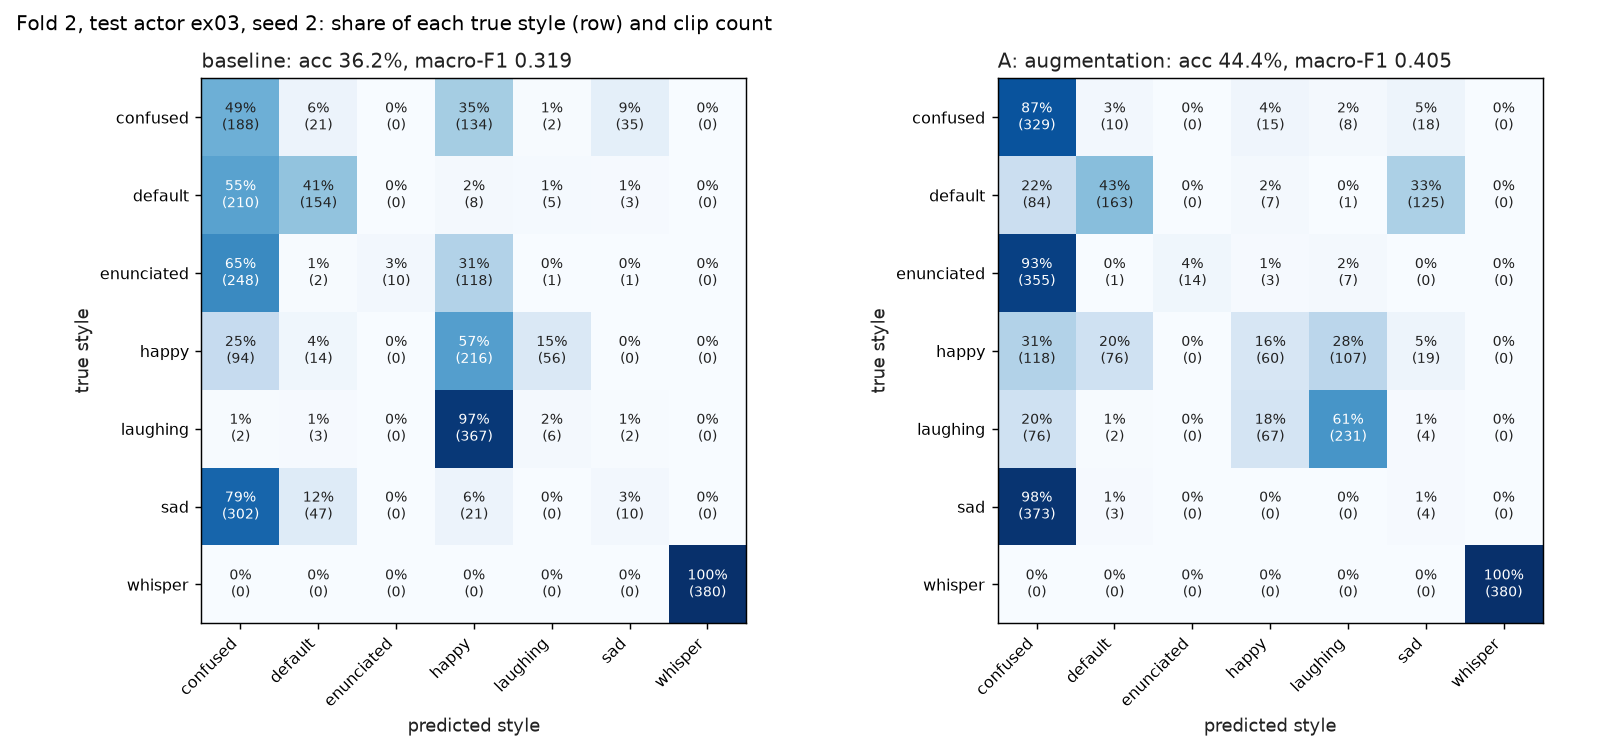 Fold 2, test actor ex03, seed 2: share of each true style (row) and clip count
baseline: acc 36.2%, macro-F1 0.319
true style
confused 49% 6% 0% 35% 1% 9% 0%
(188) (21) (0) (134) (2) (35) (0)
default 55% 41% 0% 2% 1% 1% 0%
(210) (154) (0) (8) (5) (3) (0)
enunciated 65% 1% 3% 31% 0% 0% 0%
(248) (2) (10) (118) (1) (1) (0)
happy 25% 4% 0% 57% 15% 0% 0%
(94) (14) (0) (216) (56) (0) (0)
laughing 1% 1% 0% 97% 2% 1% 0%
(2) (3) (0) (367) (6) (2) (0)
sad 79% 12% 0% 6% 0% 3% 0%
(302) (47) (0) (21) (0) (10) (0)
whisper 0% 0% 0% 0% 0% 0% 100%
(0) (0) (0) (0) (0) (0) (380)
confused default enunciated happy laughing sad whisper
predicted style
A: augmentation: acc 44.4%, macro-F1 0.405
true style
confused 87% 3% 0% 4% 2% 5% 0%
(329) (10) (0) (15) (8) (18) (0)
default 22% 43% 0% 2% 0% 33% 0%
(84) (163) (0) (7) (1) (125) (0)
enunciated 93% 0% 4% 1% 2% 0% 0%
(355) (1) (14) (3) (7) (0) (0)
happy 31% 20% 0% 16% 28% 5% 0%
(118) (76) (0) (60) (107) (19) (0)
laughing 20% 1% 0% 18% 61% 1% 0%
(76) (2) (0) (67) (231) (4) (0)
sad 98% 1% 0% 0% 0% 1% 0%
(373) (3) (0) (0) (0) (4) (0)
whisper 0% 0% 0% 0% 0% 0% 100%
(0) (0) (0) (0) (0) (0) (380)
confused default enunciated happy laughing sad whisper
predicted style